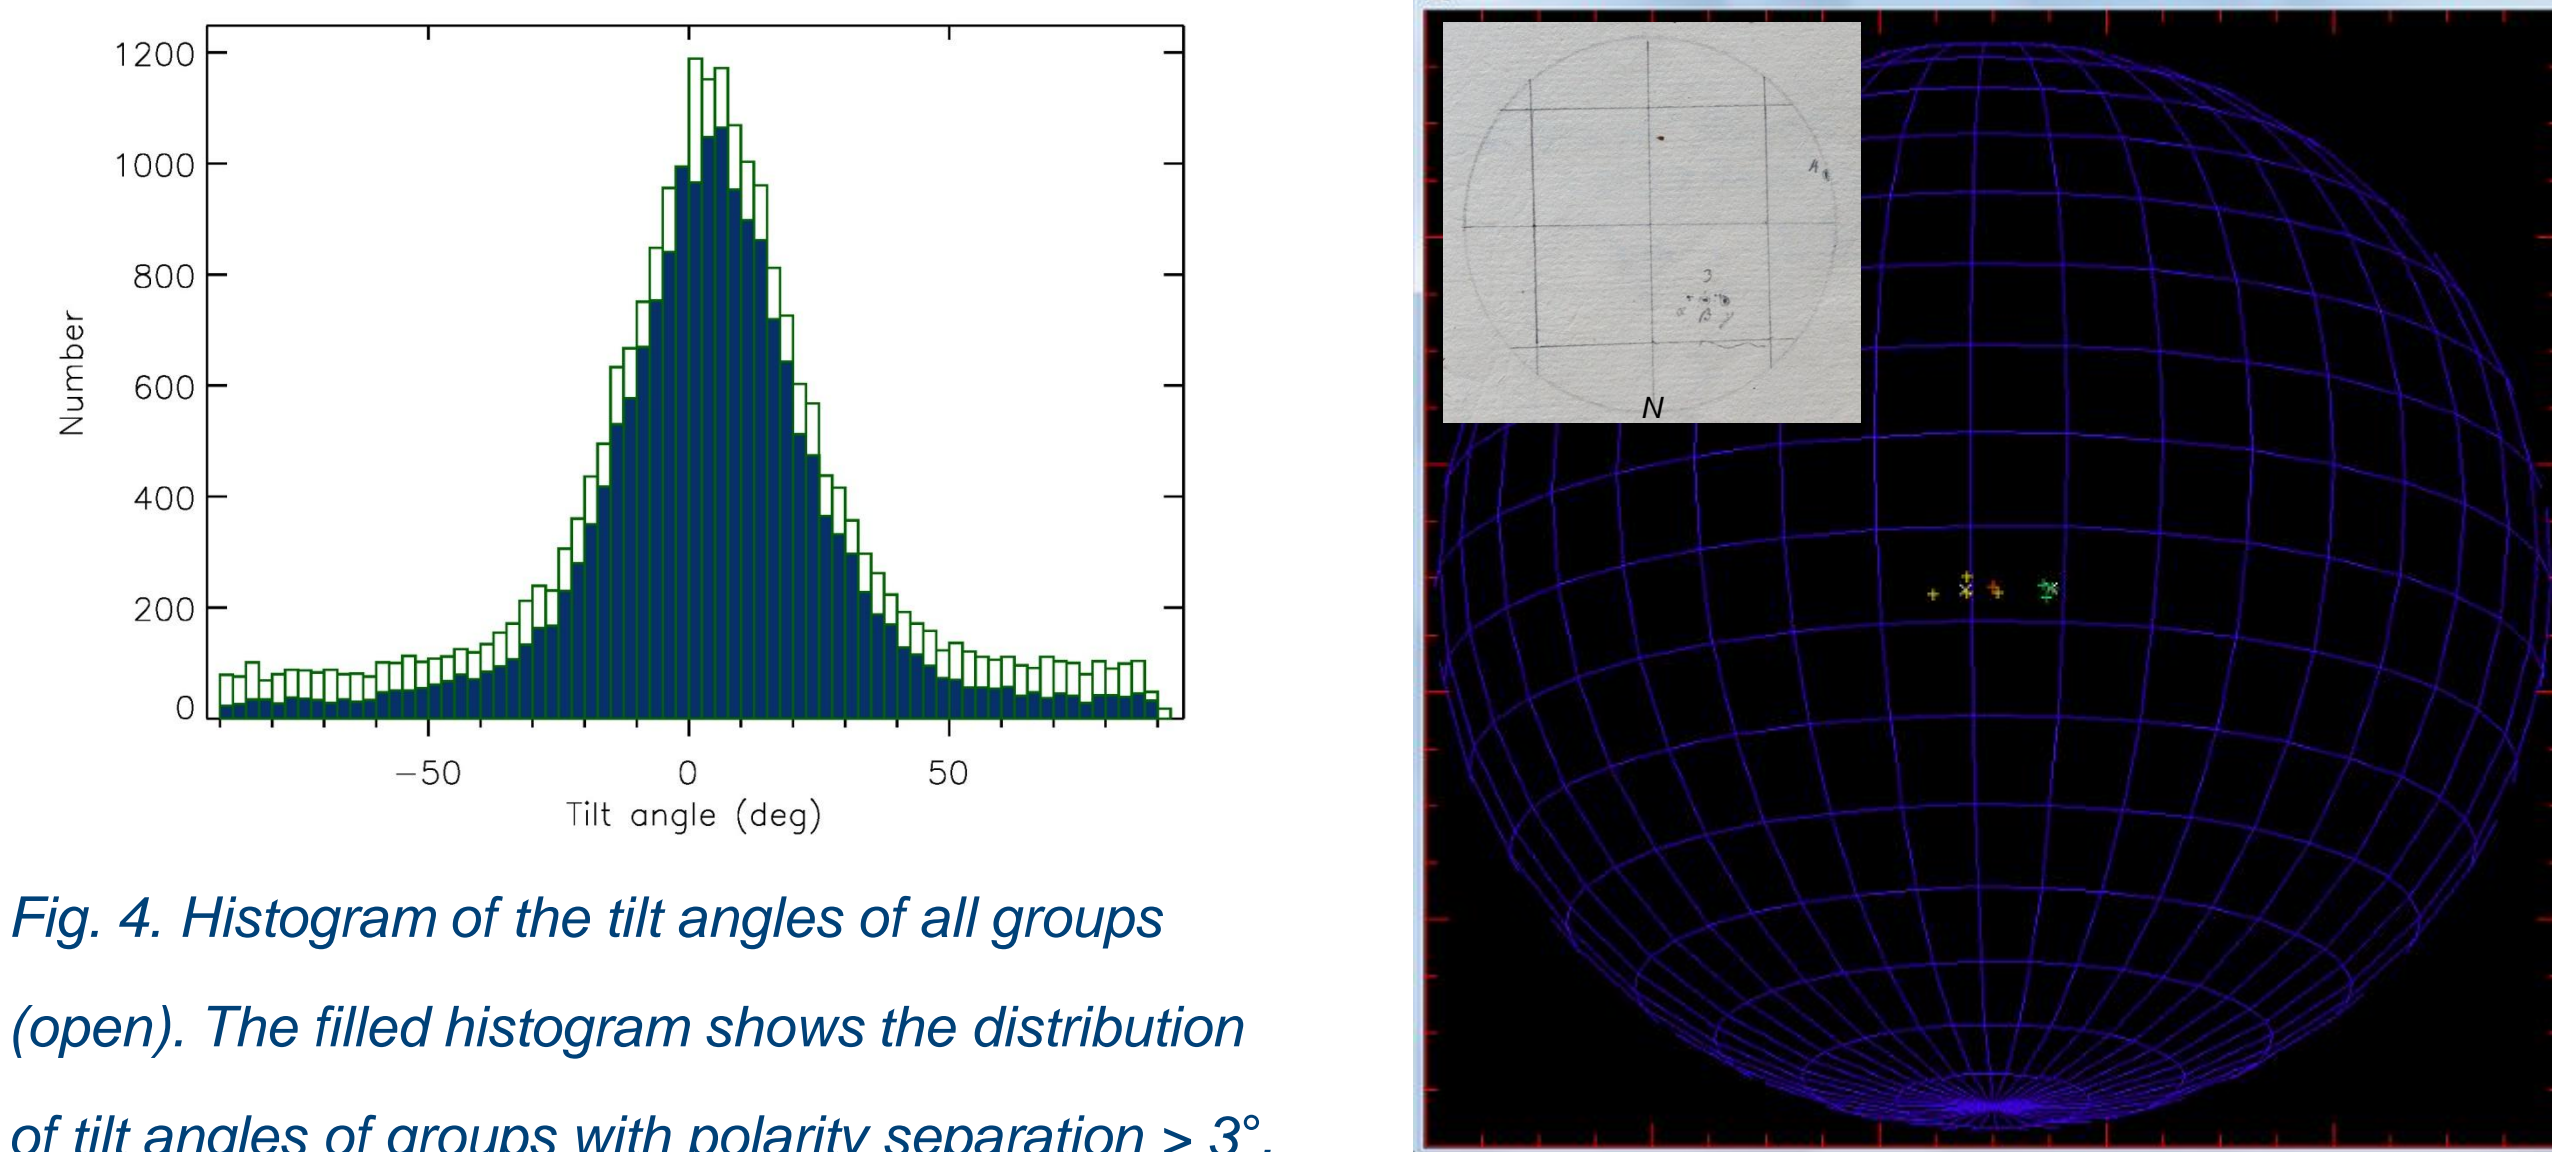 1200
1000
800
600
400
200
0
Number
−50 0 50
Tilt angle (deg)
Fig. 4. Histogram of the tilt angles of all groups
(open). The filled histogram shows the distribution
of tilt angles of groups with polarity separation > 3°.
A
3
α β γ
N